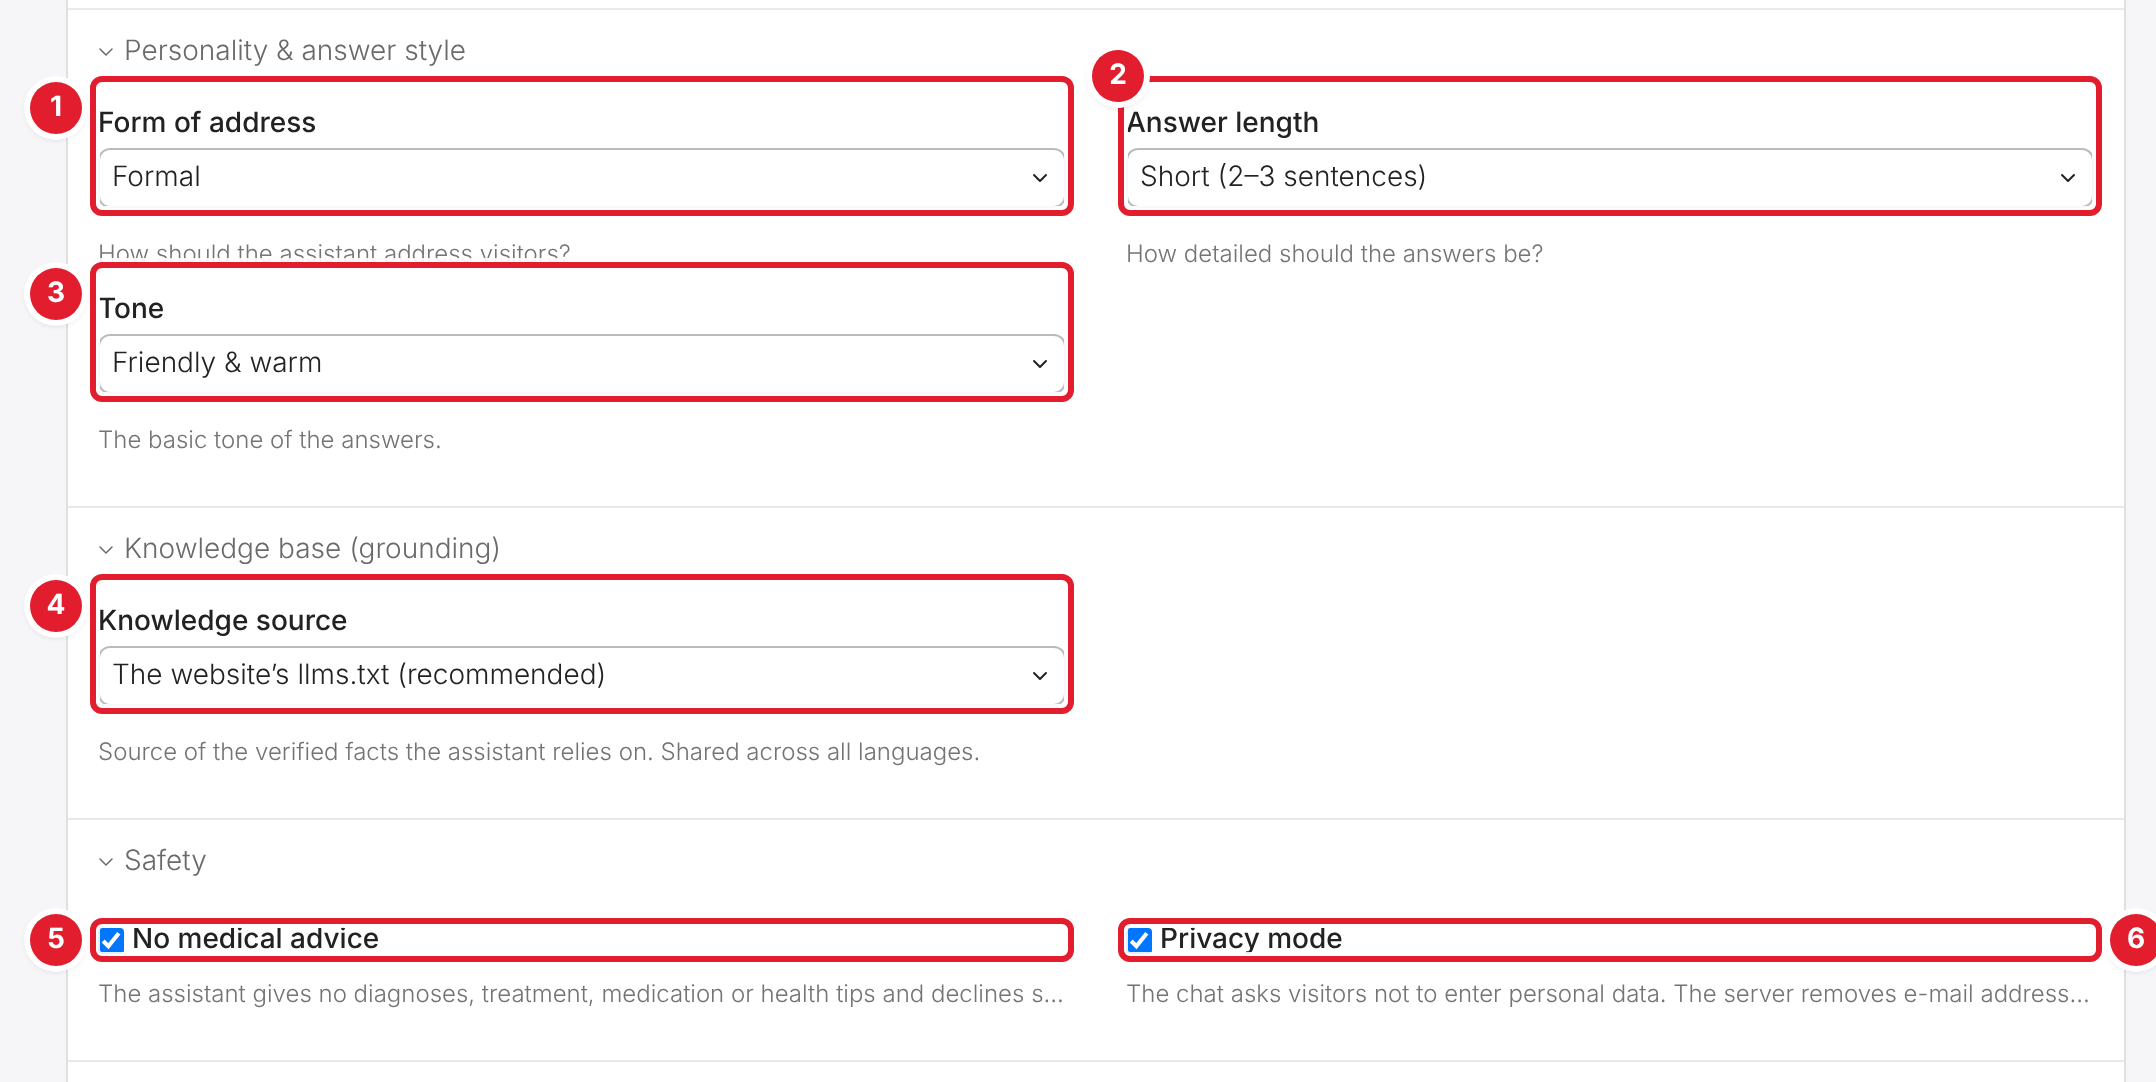 Personality & answer style
1
2
Form of address
Answer length
Formal
Short (2–3 sentences)
How should the assistant address visitors?
How detailed should the answers be?
3
Tone
Friendly & warm
The basic tone of the answers.
Knowledge base (grounding)
4
Knowledge source
The website’s llms.txt (recommended)
Source of the verified facts the assistant relies on. Shared across all languages.
Safety
5
No medical advice
Privacy mode
6
The assistant gives no diagnoses, treatment, medication or health tips and declines s...
The chat asks visitors not to enter personal data. The server removes e-mail address...